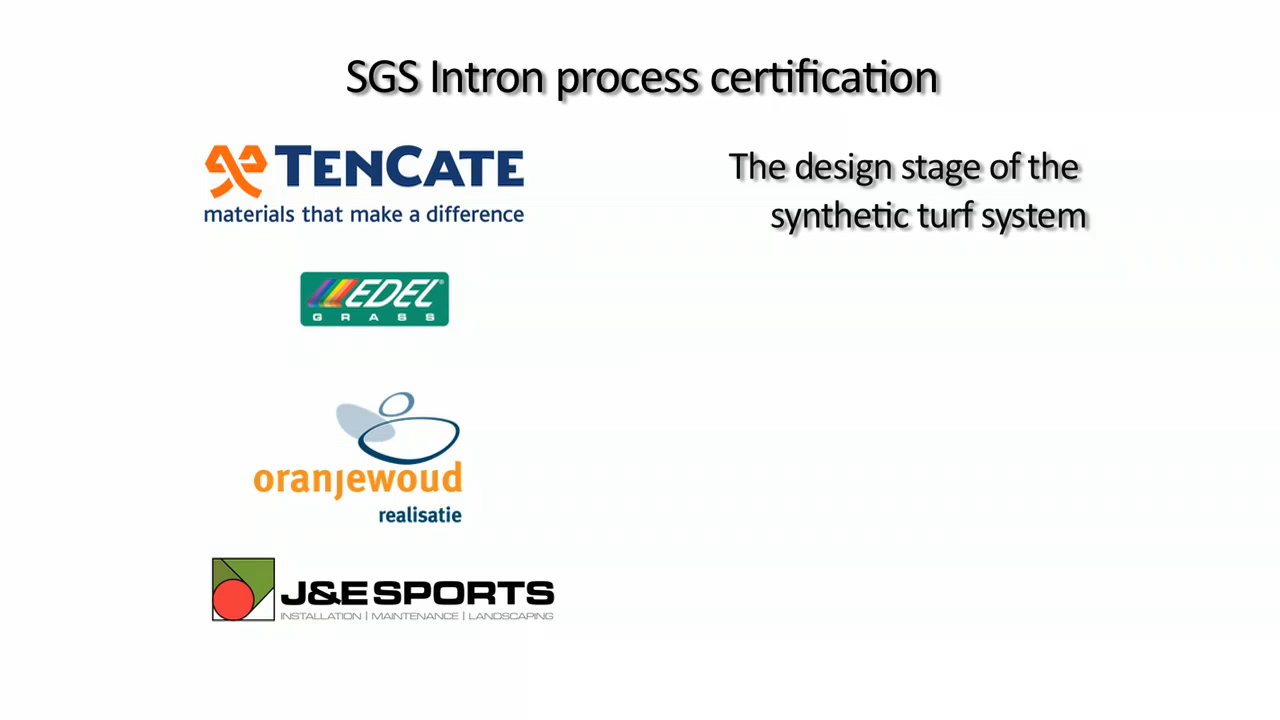 SGS Intron process certification
TENCATE
materials that make a difference
The design stage of the
synthetic turf system
EDEL®
GRASS
oranjewoud
realisatie
J&E SPORTS
INSTALLATION | MAINTENANCE | LANDSCAPING